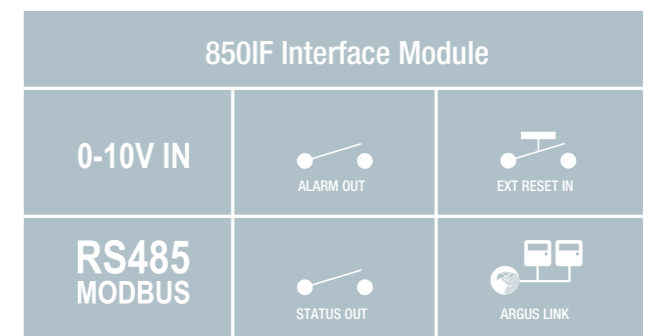 850IF Interface Module
0-10V IN
ALARM OUT
EXT RESET IN
RS485
MODBUS
STATUS OUT
ARGUS LINK